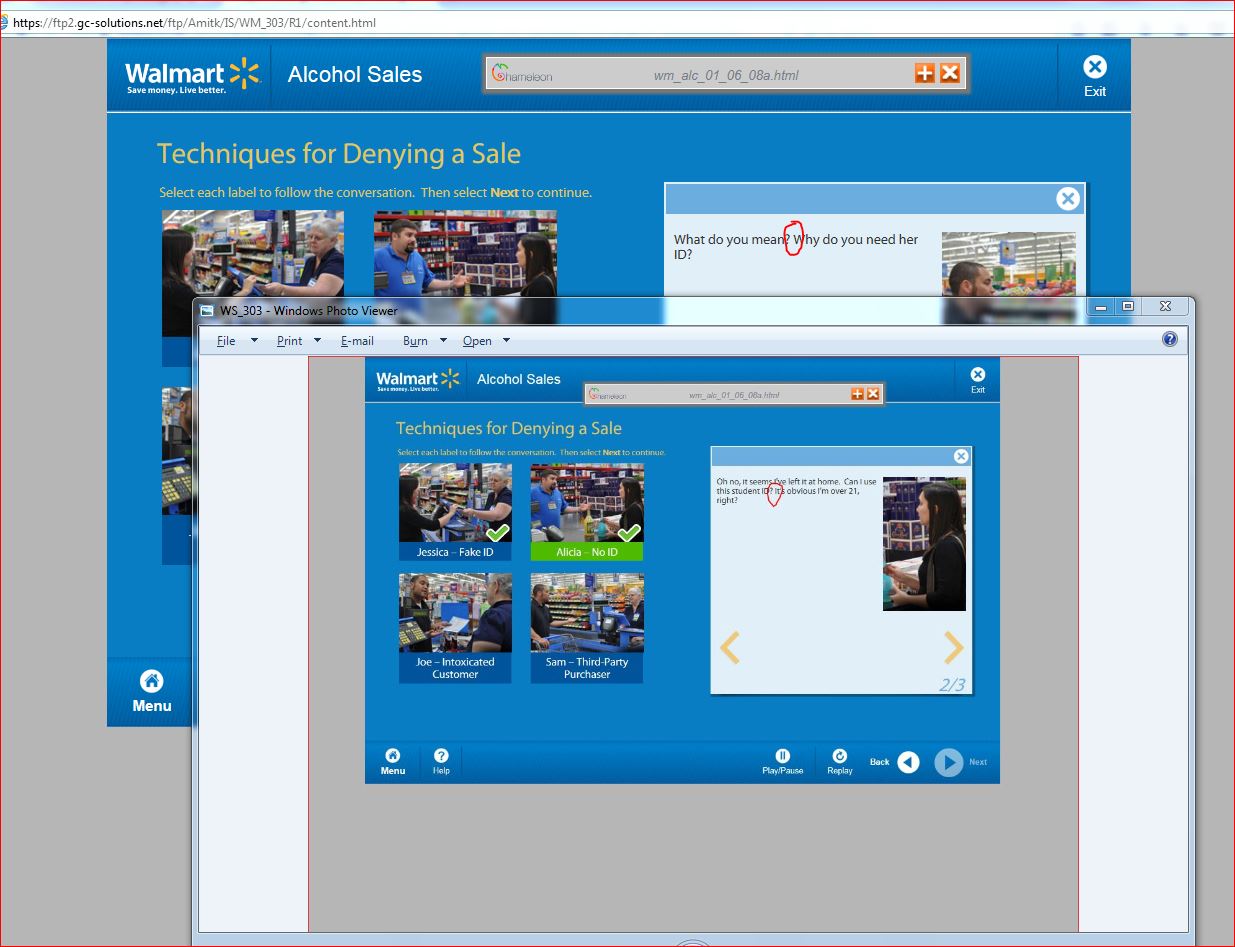 https://ftp2.gc-solutions.net/ftp/Amitk/IS/WM_303/R1/content.html
Walmart
Save money. Live better.
Alcohol Sales
Chameleon
wm_alc_01_06_08a.html
Exit
Techniques for Denying a Sale
Select each label to follow the conversation.  Then select Next to continue.
What do you mean? Why do you need her
ID?
WS_303 - Windows Photo Viewer
File
Print
E-mail
Burn
Open
Walmart
Save money. Live better.
Alcohol Sales
Chameleon
wm_alc_01_06_08a.html
Exit
Techniques for Denying a Sale
Select each label to follow the conversation.  Then select Next to continue.
Oh no, it seems I've left it at home.  Can I use
this student ID? It's obvious I'm over 21,
right?
Jessica – Fake ID
Alicia – No ID
Joe – Intoxicated
Customer
Sam – Third-Party
Purchaser
2/3
Menu
Menu
Help
Play/Pause
Replay
Back
Next